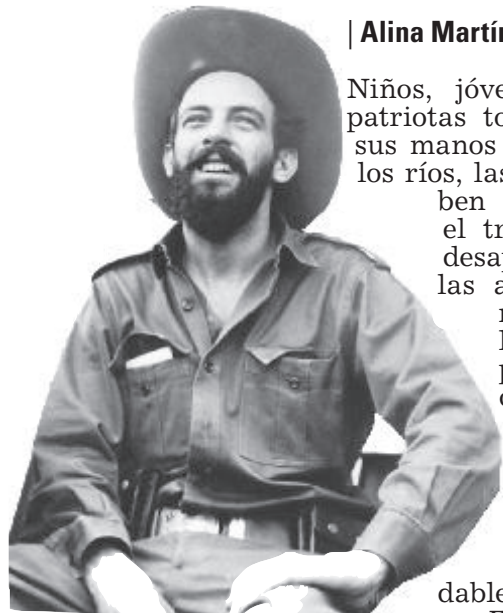 | Alina Martín
Niños, jóve
patriotas to
sus manos
los ríos, las
ben
el tr
desap
las a
dable